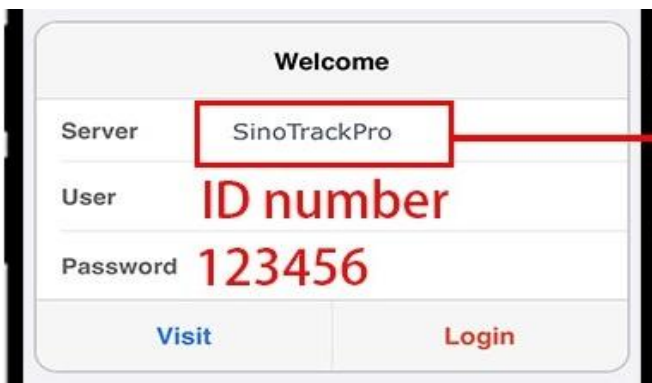 Welcome
Server SinoTrackPro
User ID number
Password 123456
Visit Login